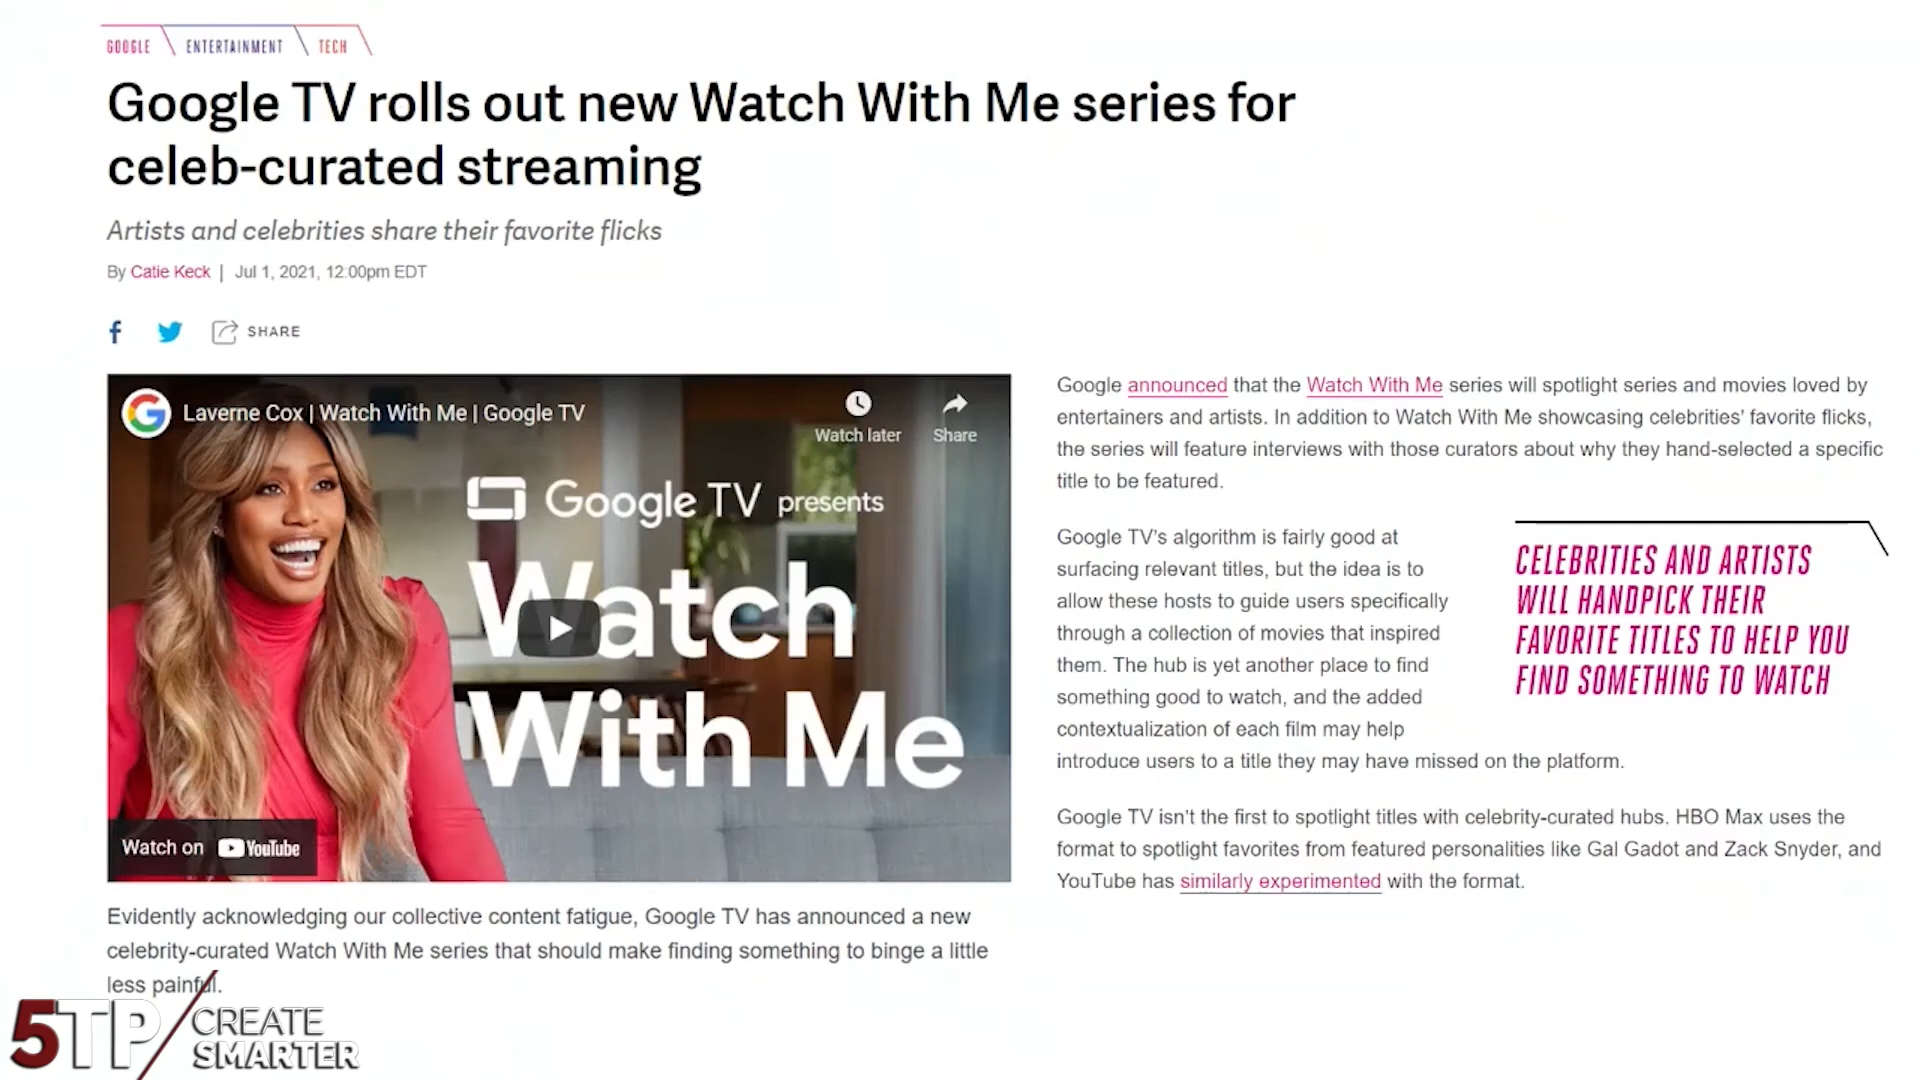 GOOGLE ENTERTAINMENT TECH
Google TV rolls out new Watch With Me series for
celeb-curated streaming
Artists and celebrities share their favorite flicks
By Catie Keck | Jul 1, 2021, 12:00pm EDT
SHARE
Laverne Cox | Watch With Me | Google TV
Watch later
Share
Google TV presents
Watch
With Me
Watch on YouTube
Evidently acknowledging our collective content fatigue, Google TV has announced a new
celebrity-curated Watch With Me series that should make finding something to binge a little
less painful.
Google announced that the Watch With Me series will spotlight series and movies loved by
entertainers and artists. In addition to Watch With Me showcasing celebrities' favorite flicks,
the series will feature interviews with those curators about why they hand-selected a specific
title to be featured.
Google TV's algorithm is fairly good at
surfacing relevant titles, but the idea is to
allow these hosts to guide users specifically
through a collection of movies that inspired
them. The hub is yet another place to find
something good to watch, and the added
contextualization of each film may help
introduce users to a title they may have missed on the platform.
CELEBRITIES AND ARTISTS
WILL HANDPICK THEIR
FAVORITE TITLES TO HELP YOU
FIND SOMETHING TO WATCH
Google TV isn't the first to spotlight titles with celebrity-curated hubs. HBO Max uses the
format to spotlight favorites from featured personalities like Gal Gadot and Zack Snyder, and
YouTube has similarly experimented with the format.
5TP
CREATE
SMARTER